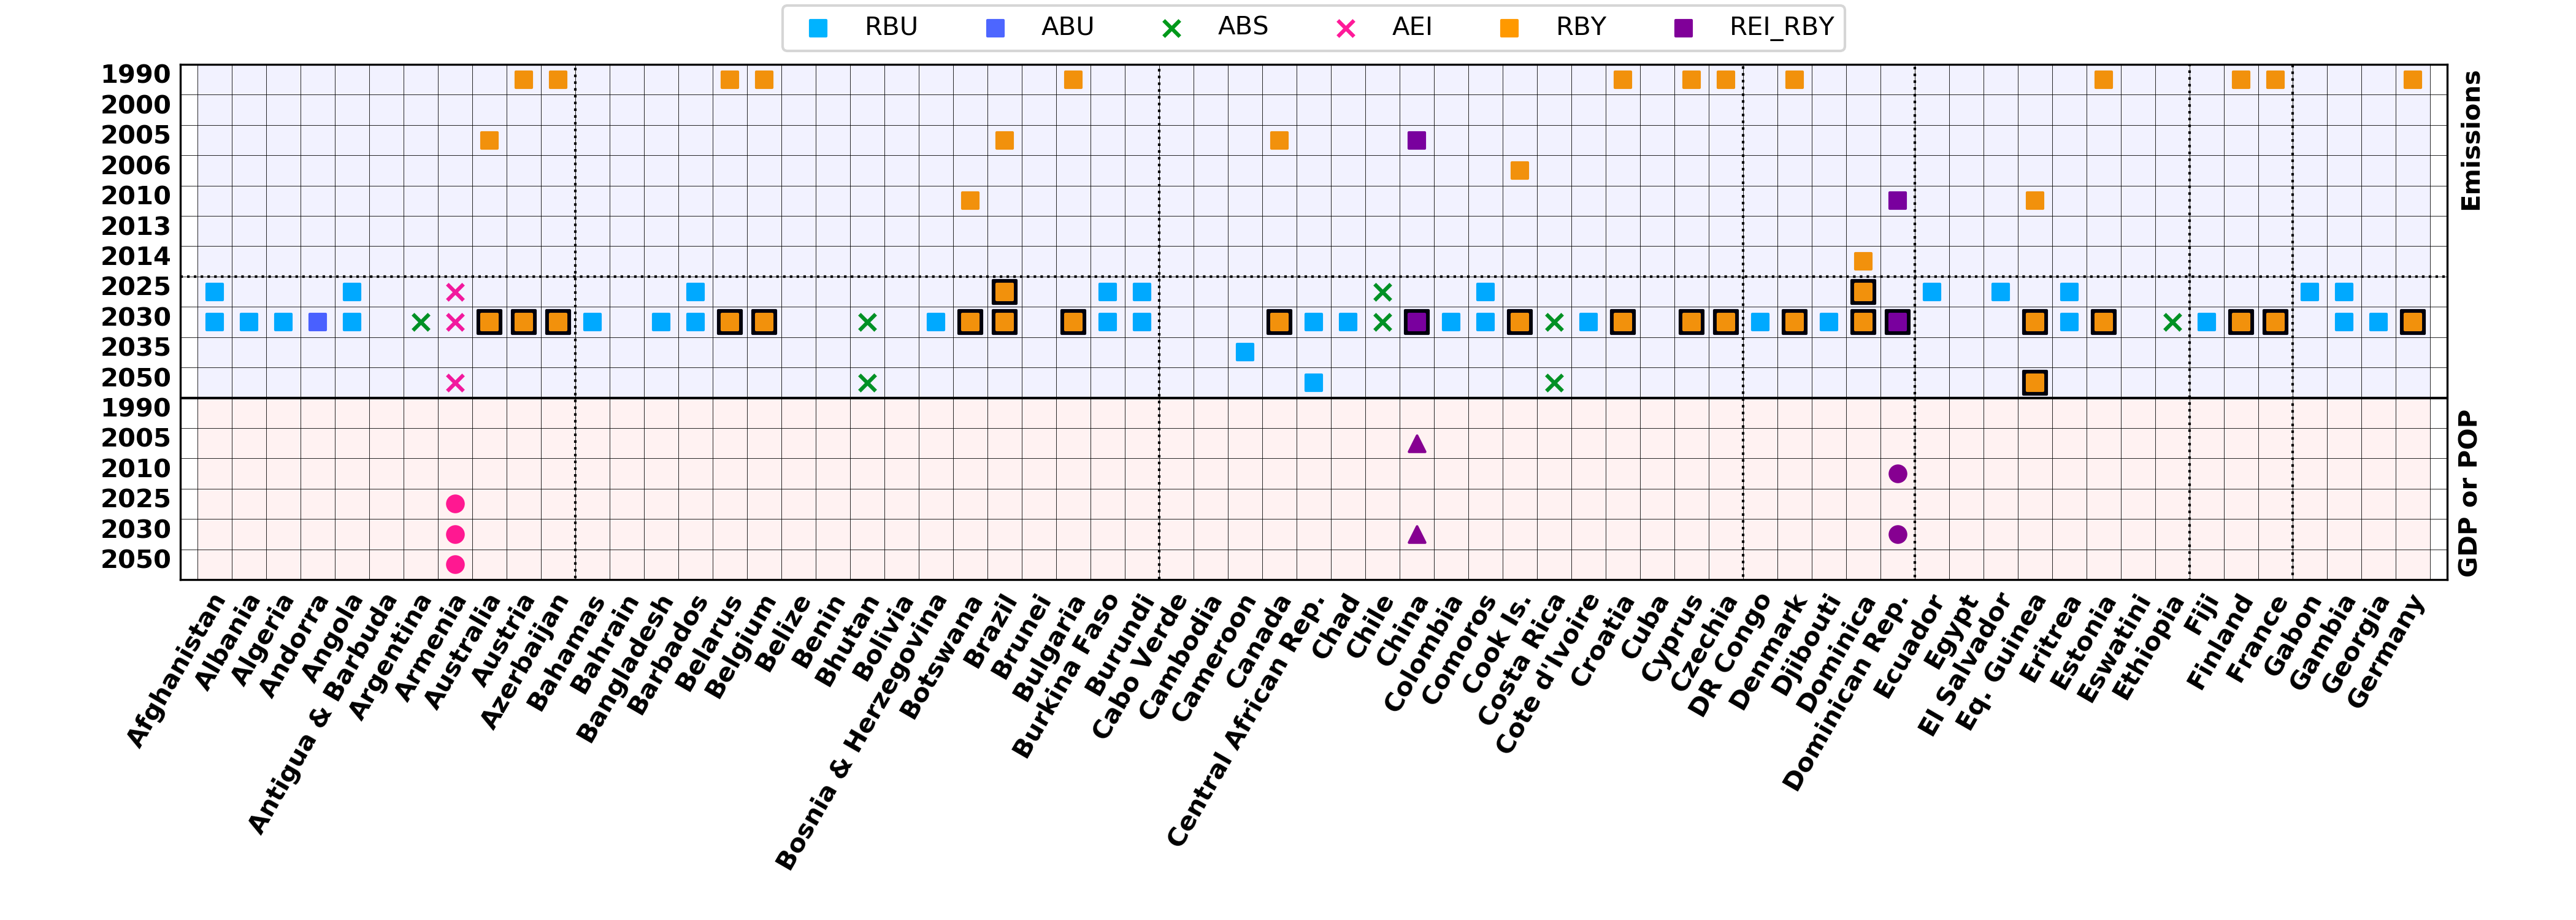 RBU ABU ABS AEI RBY REI_RBY
1990
2000
2005
2006
2010
2013
2014
2025
2030
2035
2050
Emissions
1990
2005
2010
2025
2030
2050
GDP or POP
Afghanistan
Albania
Algeria
Andorra
Angola
Antigua & Barbuda
Argentina
Armenia
Australia
Austria
Azerbaijan
Bahamas
Bahrain
Bangladesh
Barbados
Belarus
Belgium
Belize
Benin
Bhutan
Bolivia
Bosnia & Herzegovina
Botswana
Brazil
Brunei
Bulgaria
Burkina Faso
Burundi
Cabo Verde
Cambodia
Cameroon
Canada
Central African Rep.
Chad
Chile
China
Colombia
Comoros
Cook Is.
Costa Rica
Cote d'Ivoire
Croatia
Cuba
Cyprus
Czechia
DR Congo
Denmark
Djibouti
Dominica
Dominican Rep.
Ecuador
Egypt
El Salvador
Eq. Guinea
Eritrea
Estonia
Eswatini
Ethiopia
Fiji
Finland
France
Gabon
Gambia
Georgia
Germany